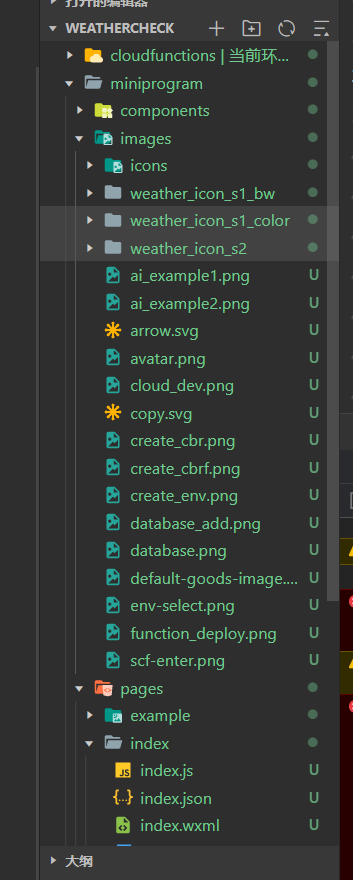 打开的编辑器
WEATHERCHECK
cloudfunctions | 当前环...
miniprogram
components
images
icons
weather_icon_s1_bw
weather_icon_s1_color
weather_icon_s2
ai_example1.png U
ai_example2.png U
arrow.svg U
avatar.png U
cloud_dev.png U
copy.svg U
create_cbr.png U
create_cbrf.png U
create_env.png U
database_add.png U
database.png U
default-goods-image.... U
env-select.png U
function_deploy.png U
scf-enter.png U
pages
example
index
JS index.js U
{..} index.json U
index.wxml U
大纲